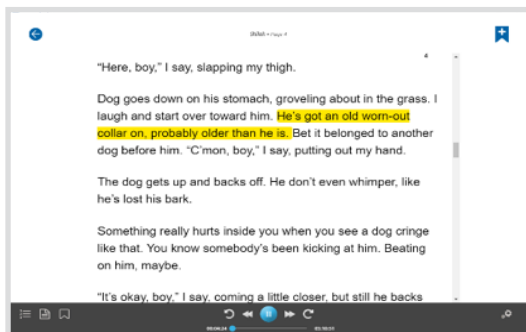 Shiloh • Page 4
4
“Here, boy,” I say, slapping my thigh.
Dog goes down on his stomach, groveling about in the grass. I
laugh and start over toward him. He’s got an old worn-out
collar on, probably older than he is. Bet it belonged to another
dog before him. “C’mon, boy,” I say, putting out my hand.
The dog gets up and backs off. He don’t even whimper, like
he’s lost his bark.
Something really hurts inside you when you see a dog cringe
like that. You know somebody’s been kicking at him. Beating
on him, maybe.
“It’s okay, boy,” I say, coming a little closer, but still he backs